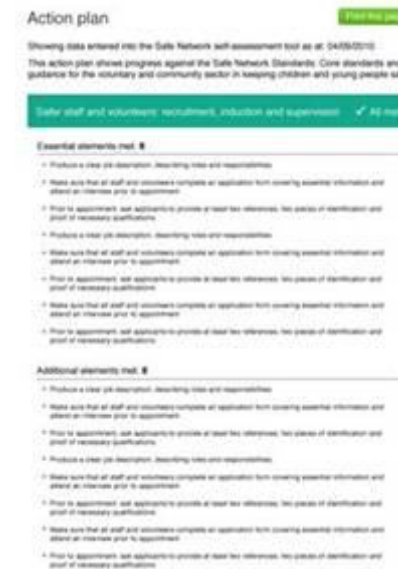 Action plan
Print this pa
Showing data entered into the Safe Network self-assessment tool as at: 04/09/2010
This action plan shows progress against the Safe Network Standards: Core standards and
guidance for the voluntary and community sector in keeping children and young people sa
Safer staff and volunteers: recruitment, induction and supervision ✓ All me
Essential elements met: 8
Produce a clear job description, describing roles and responsibilities
Make sure that all staff and volunteers complete an application form covering essential information and
attend an interview prior to appointment
Prior to appointment, ask applicants to provide at least two references, two pieces of identification and
proof of necessary qualifications
Produce a clear job description, describing roles and responsibilities
Make sure that all staff and volunteers complete an application form covering essential information and
attend an interview prior to appointment
Prior to appointment, ask applicants to provide at least two references, two pieces of identification and
proof of necessary qualifications
Make sure that all staff and volunteers complete an application form covering essential information and
attend an interview prior to appointment
Prior to appointment, ask applicants to provide at least two references, two pieces of identification and
proof of necessary qualifications
Additional elements met: 8
Produce a clear job description, describing roles and responsibilities
Make sure that all staff and volunteers complete an application form covering essential information and
attend an interview prior to appointment
Prior to appointment, ask applicants to provide at least two references, two pieces of identification and
proof of necessary qualifications
Produce a clear job description, describing roles and responsibilities
Make sure that all staff and volunteers complete an application form covering essential information and
attend an interview prior to appointment
Prior to appointment, ask applicants to provide at least two references, two pieces of identification and
proof of necessary qualifications
Make sure that all staff and volunteers complete an application form covering essential information and
attend an interview prior to appointment
Prior to appointment, ask applicants to provide at least two references, two pieces of identification and
proof of necessary qualifications